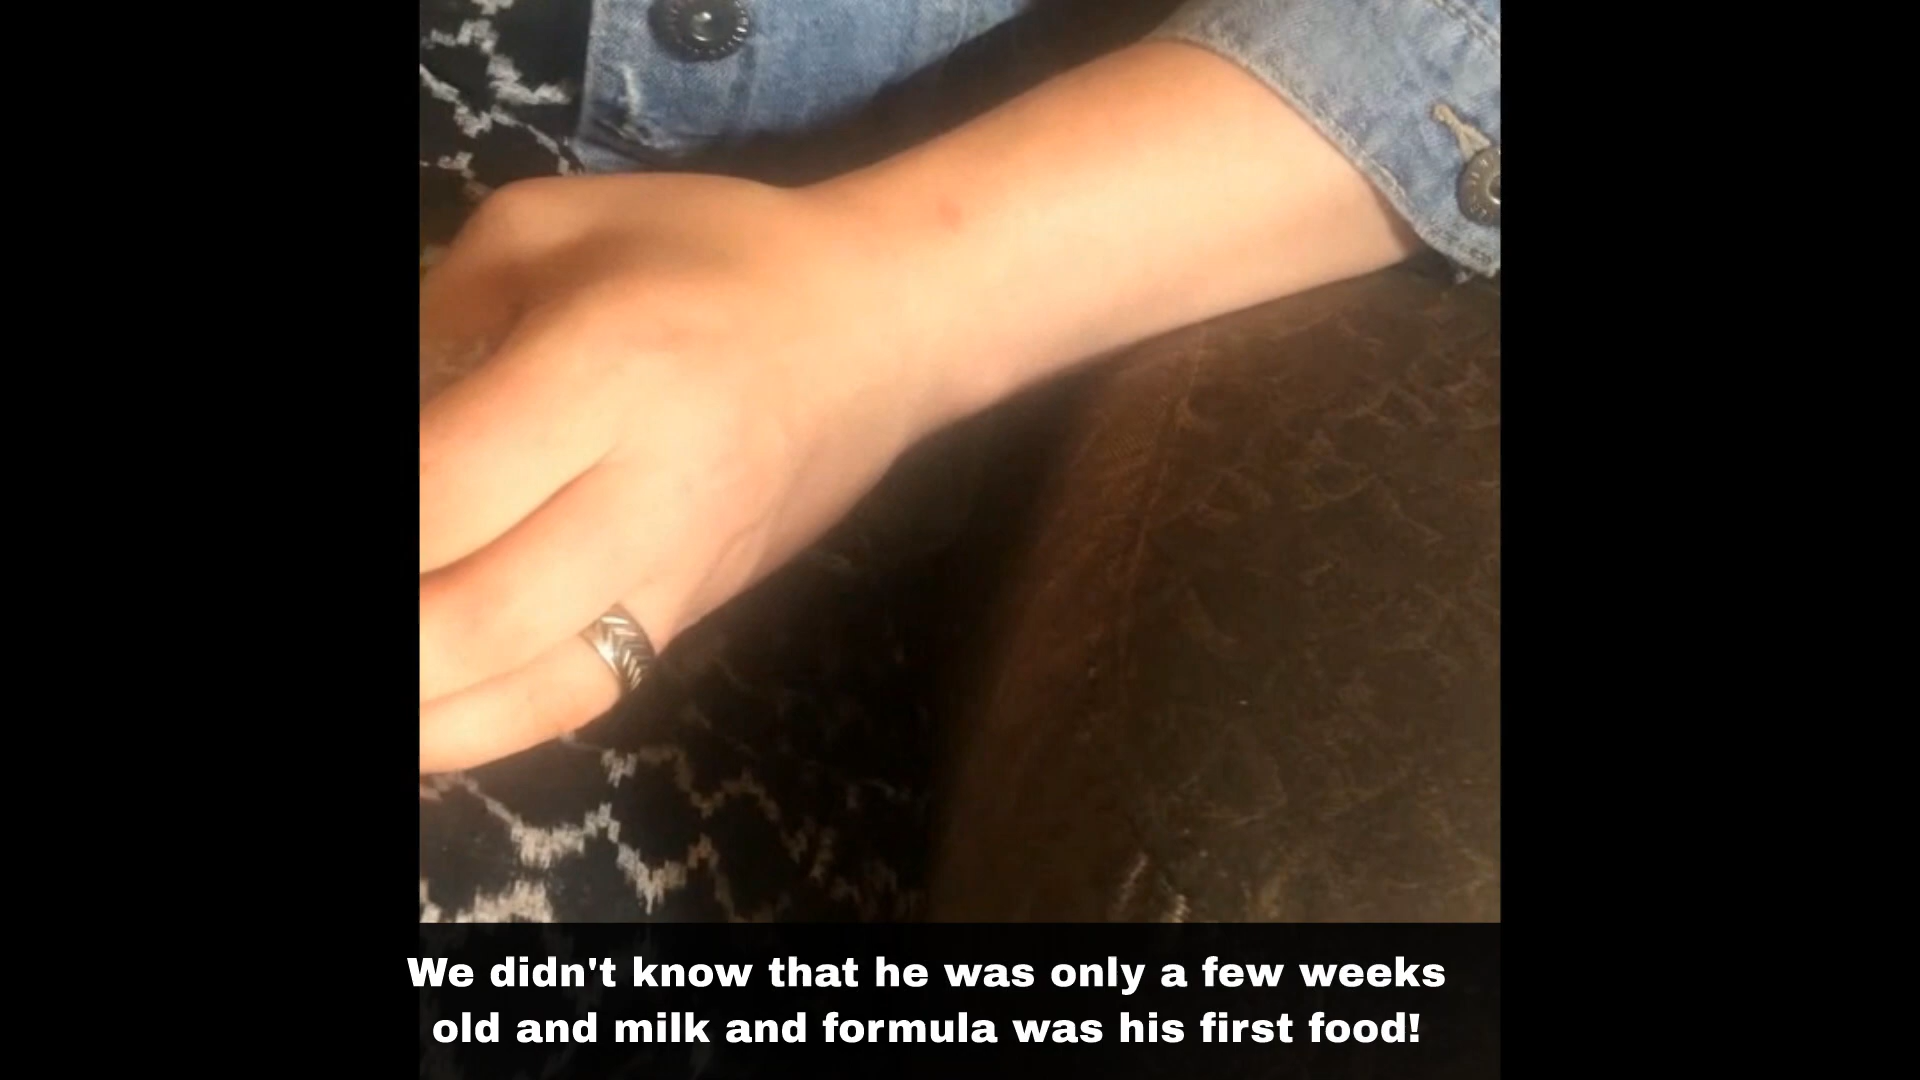 We didn't know that he was only a few weeks
old and milk and formula was his first food!